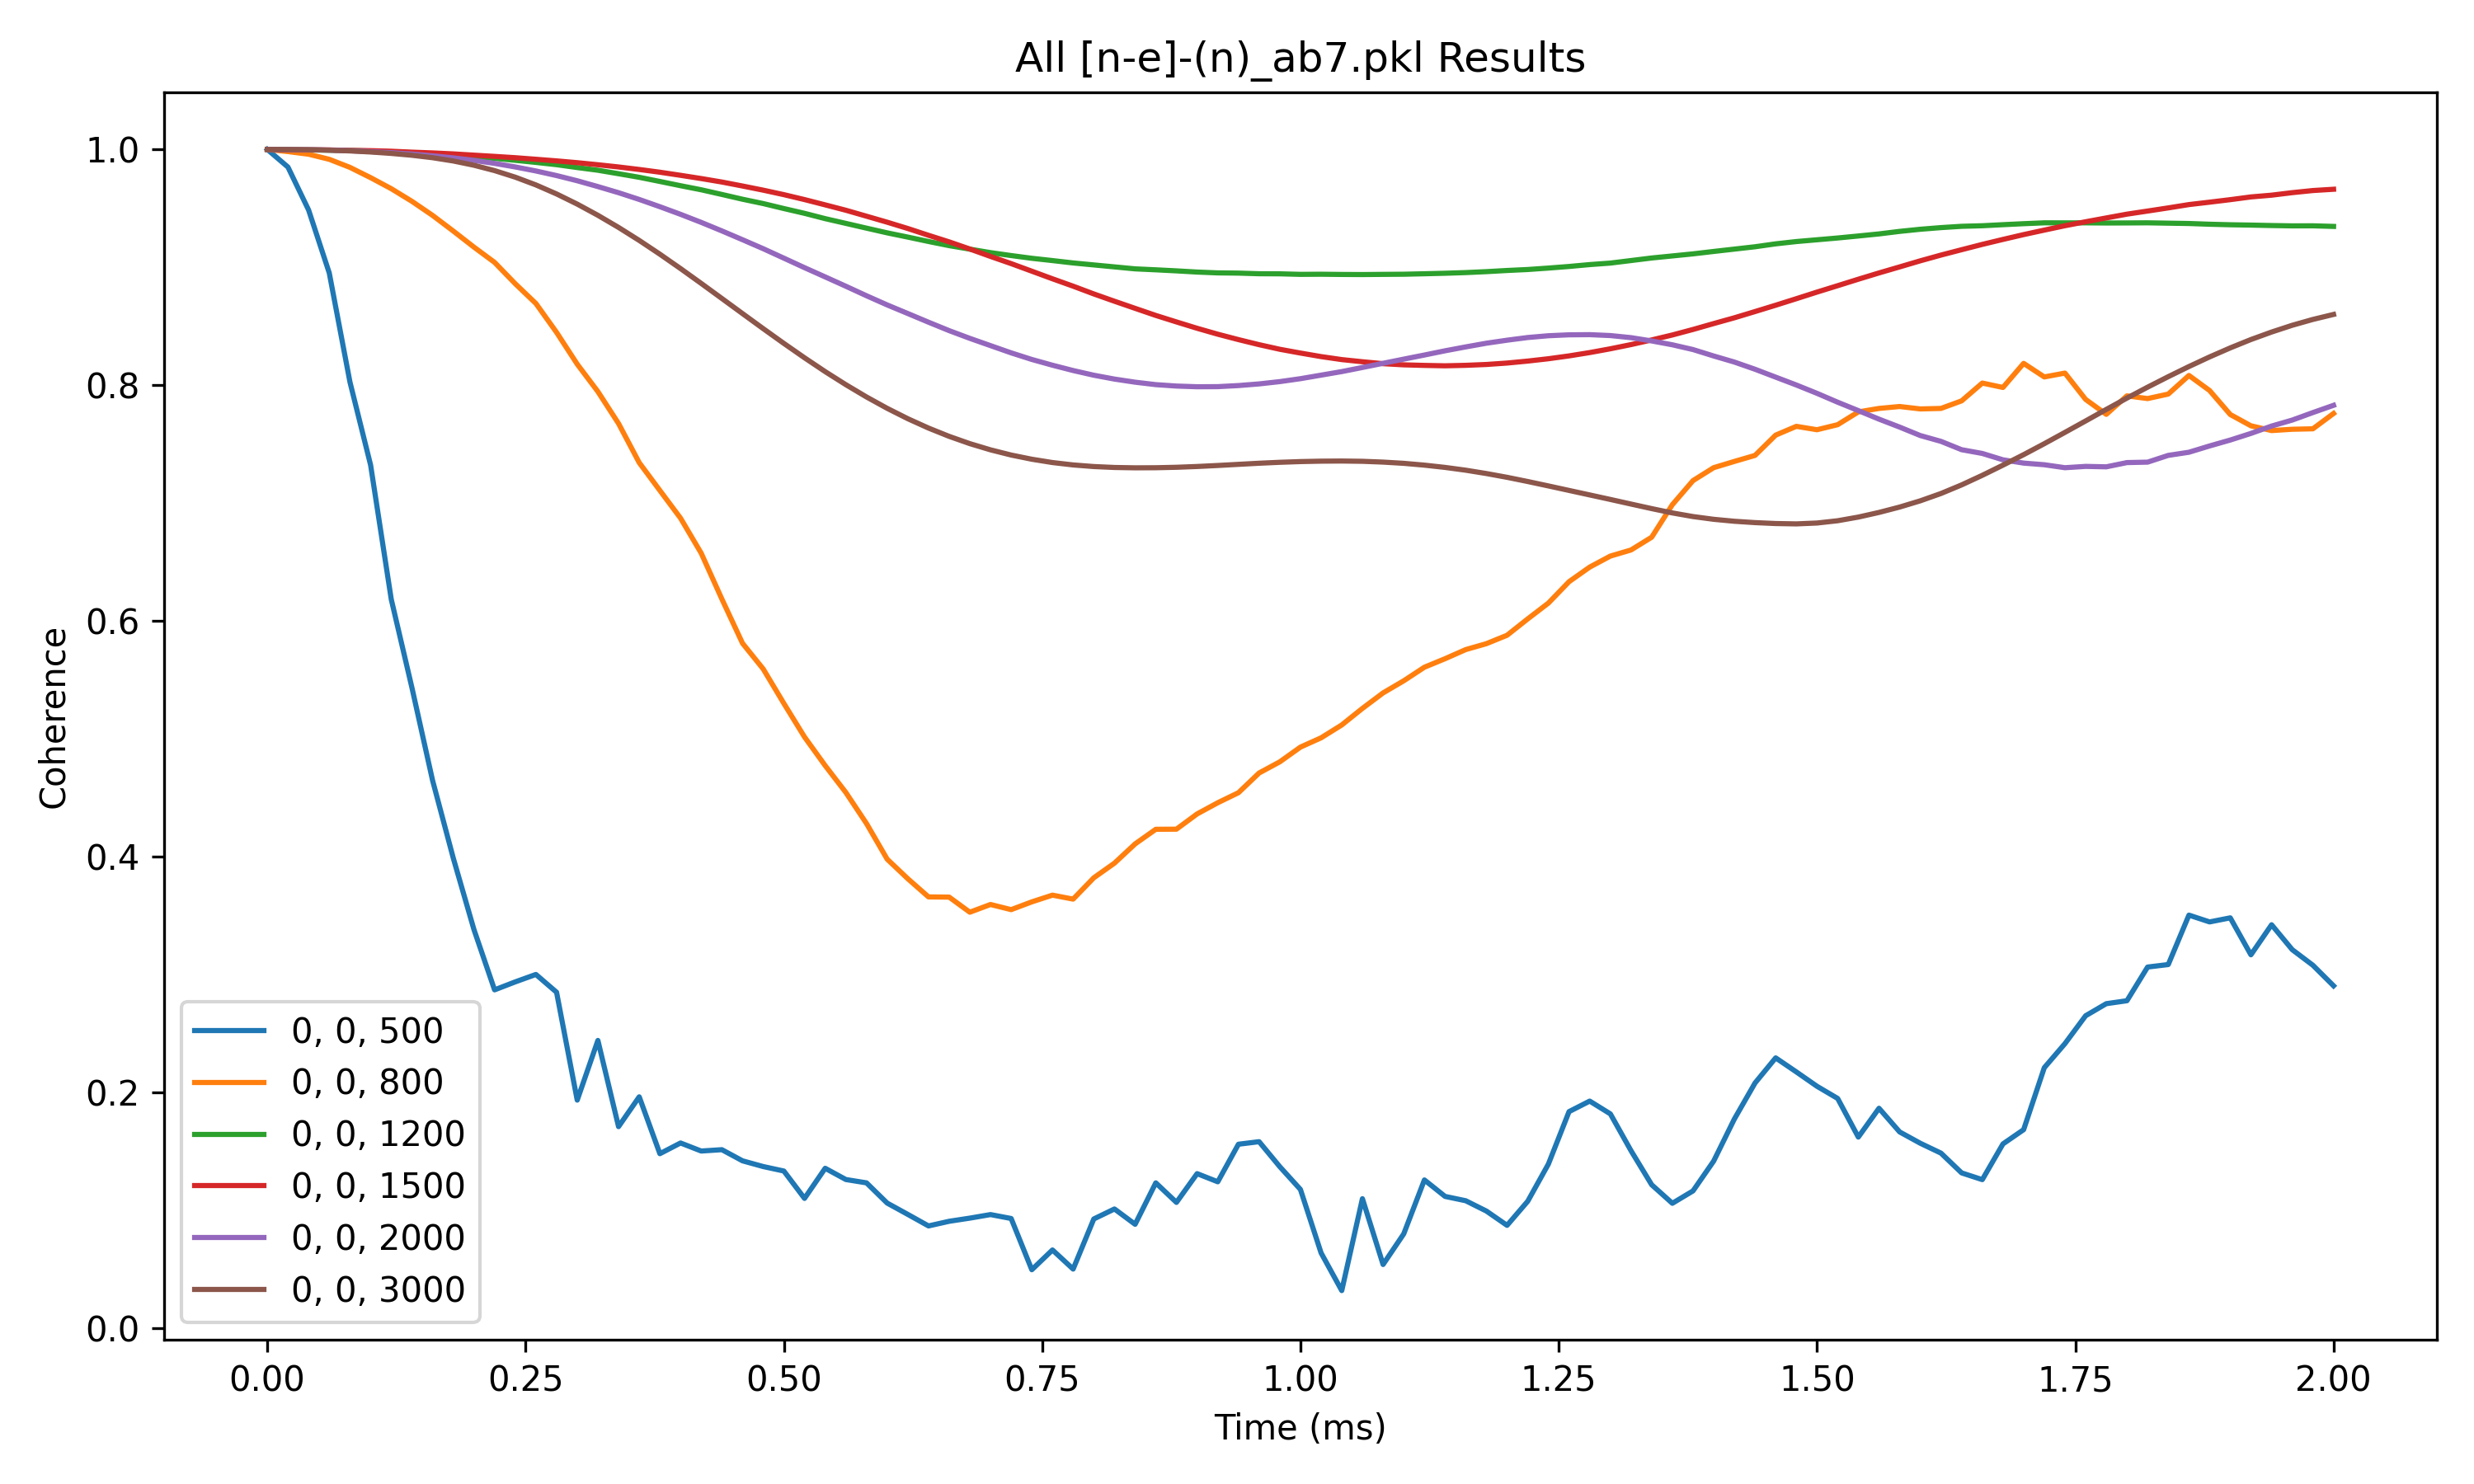 All [n-e]-(n)_ab7.pkl Results
Coherence
1.0
0.8
0.6
0.4
0.2
0.0
0, 0, 500
0, 0, 800
0, 0, 1200
0, 0, 1500
0, 0, 2000
0, 0, 3000
0.00 0.25 0.50 0.75 1.00 1.25 1.50 1.75 2.00
Time (ms)